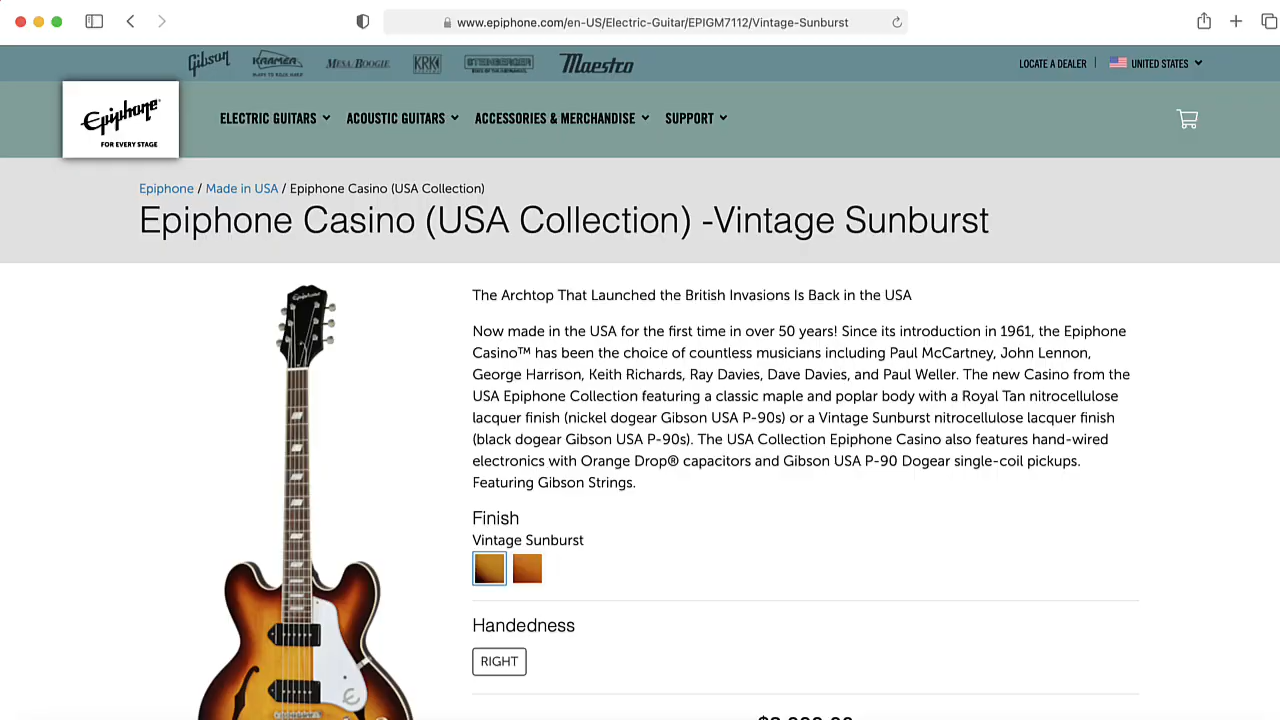 www.epiphone.com/en-US/Electric-Guitar/EPIGM7112/Vintage-Sunburst
Gibson KRAMER MADE TO ROCK HARD MESA/BOOGIE KRK STEINBERGER Maestro
LOCATE A DEALER | UNITED STATES
Epiphone
FOR EVERY STAGE
ELECTRIC GUITARS ACOUSTIC GUITARS ACCESSORIES & MERCHANDISE SUPPORT
Epiphone / Made in USA / Epiphone Casino (USA Collection)
Epiphone Casino (USA Collection) -Vintage Sunburst
Epiphone
The Archtop That Launched the British Invasions Is Back in the USA
Now made in the USA for the first time in over 50 years! Since its introduction in 1961, the Epiphone
Casino™ has been the choice of countless musicians including Paul McCartney, John Lennon,
George Harrison, Keith Richards, Ray Davies, Dave Davies, and Paul Weller. The new Casino from the
USA Epiphone Collection featuring a classic maple and poplar body with a Royal Tan nitrocellulose
lacquer finish (nickel dogear Gibson USA P-90s) or a Vintage Sunburst nitrocellulose lacquer finish
(black dogear Gibson USA P-90s). The USA Collection Epiphone Casino also features hand-wired
electronics with Orange Drop® capacitors and Gibson USA P-90 Dogear single-coil pickups.
Featuring Gibson Strings.
Finish
Vintage Sunburst
Handedness
RIGHT